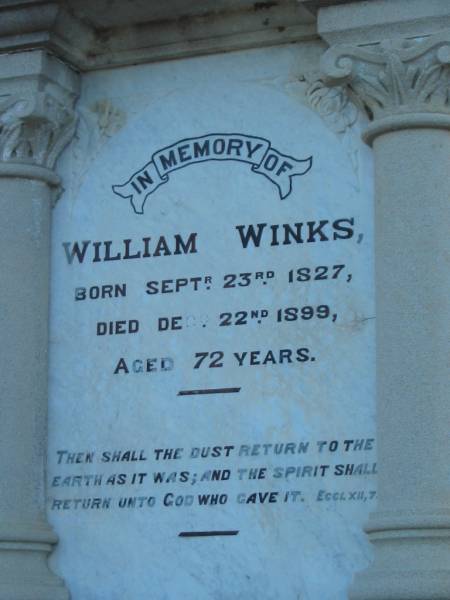 IN MEMORY OF
WILLIAM WINKS,
BORN SEPTR. 23RD. 1827,
DIED 22ND. 1899,
AGED 72 YEARS.
THEN SHALL THE DUST RETURN TO THE
EARTH AS IT WAS; AND THE SPIRIT SHALL
RETURN UNTO GOD WHO GAVE IT. ECCL XII, 7